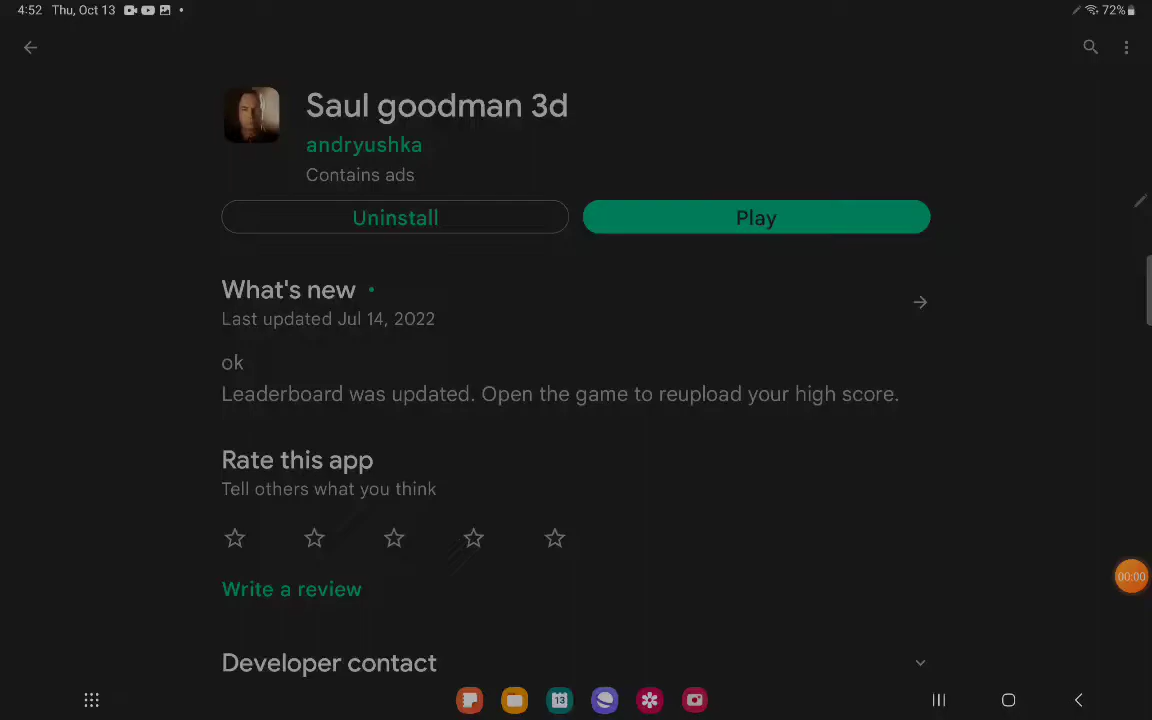 4:52 Thu, Oct 13
72%
Saul goodman 3d
andryushka
Contains ads
Uninstall
Play
What's new
Last updated Jul 14, 2022
ok
Leaderboard was updated. Open the game to reupload your high score.
Rate this app
Tell others what you think
Write a review
00:00
Developer contact
13